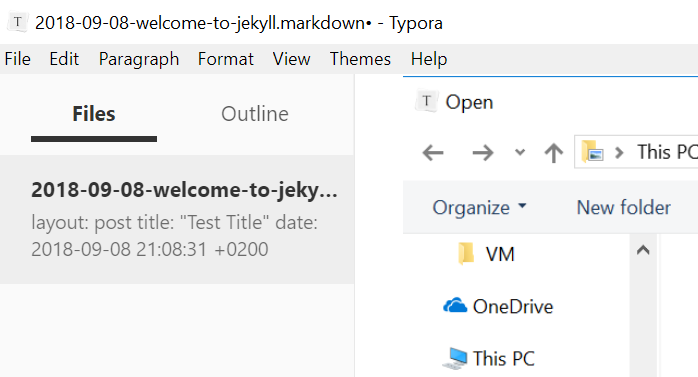 T 2018-09-08-welcome-to-jekyll.markdown• - Typora
File Edit Paragraph Format View Themes Help
Files Outline
2018-09-08-welcome-to-jeky...
layout: post title: "Test Title" date:
2018-09-08 21:08:31 +0200
T Open
This PC
Organize New folder
VM
OneDrive
This PC